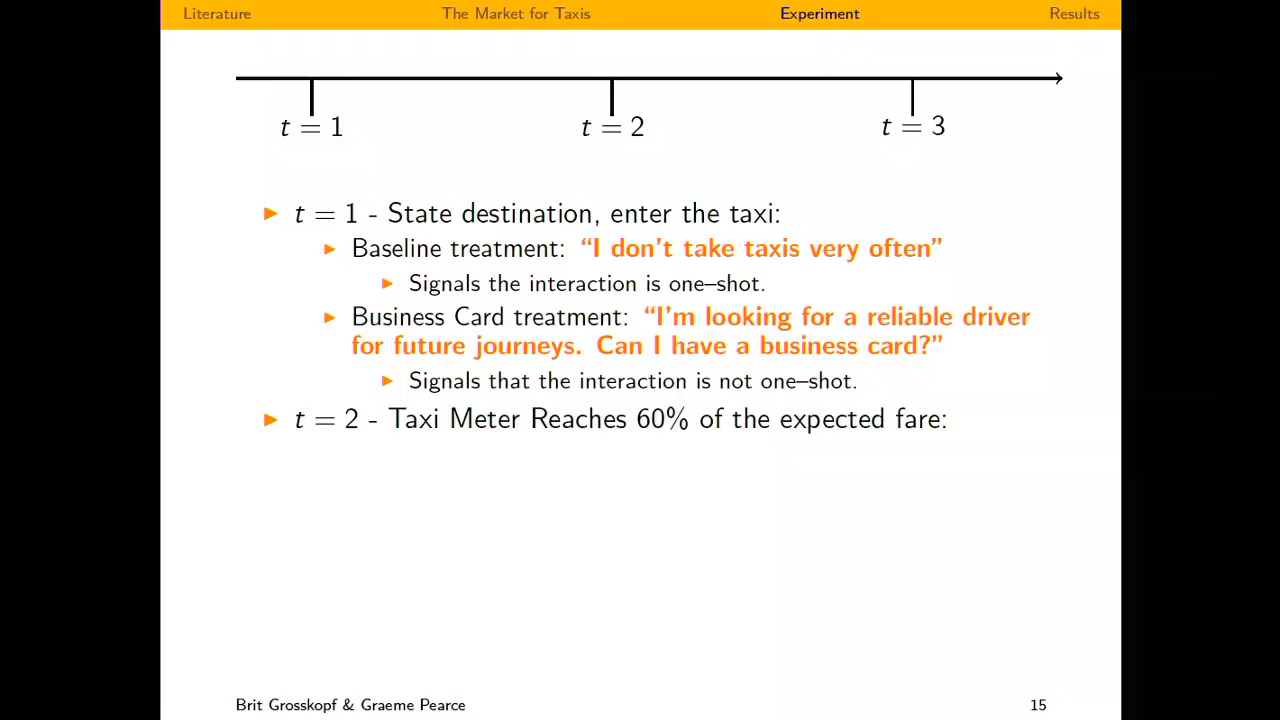 Literature The Market for Taxis Experiment Results
t = 1 t = 2 t = 3
t = 1 - State destination, enter the taxi:
Baseline treatment: “I don’t take taxis very often”
Signals the interaction is one–shot.
Business Card treatment: “I’m looking for a reliable driver
for future journeys. Can I have a business card?”
Signals that the interaction is not one–shot.
t = 2 - Taxi Meter Reaches 60% of the expected fare:
Brit Grosskopf & Graeme Pearce 15